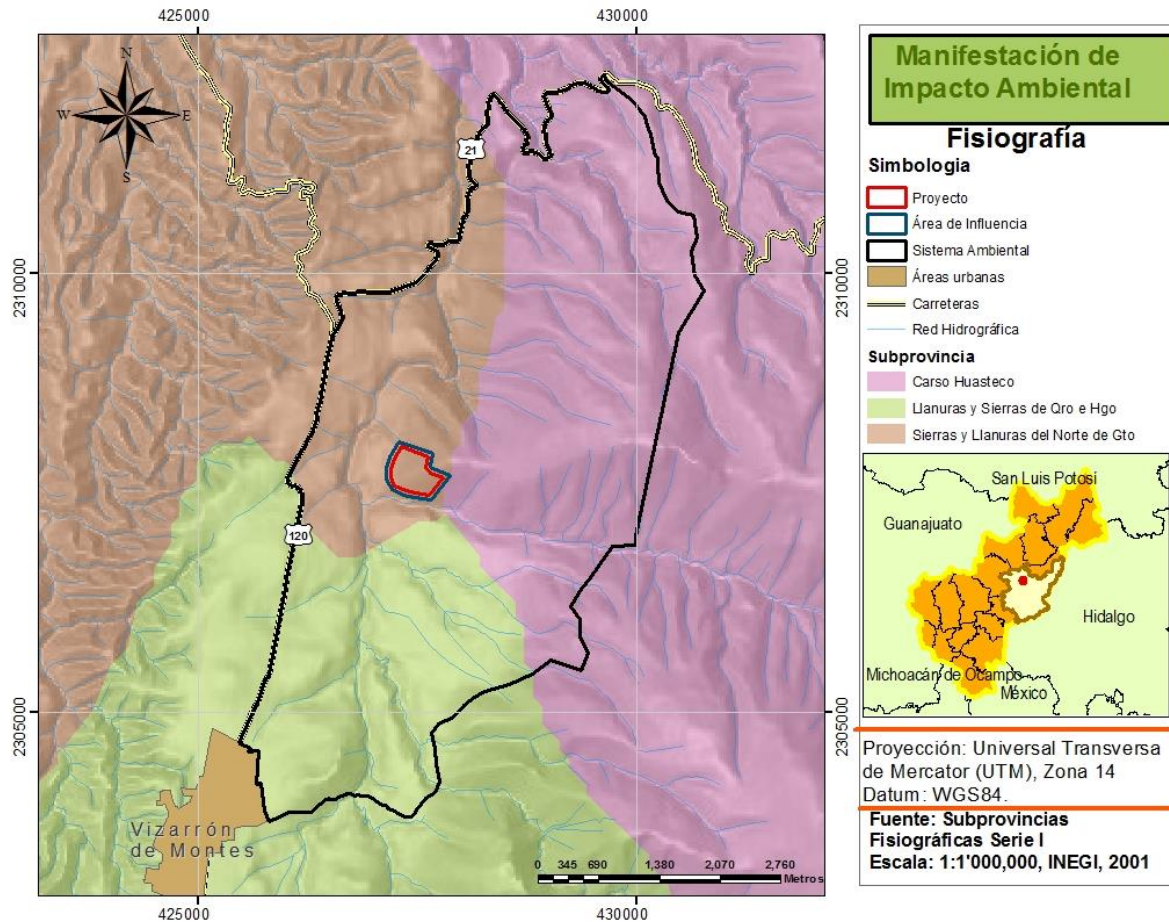 425000
430000
N
W
E
S
21
120
2310000
2310000
2305000
2305000
Vizarrón
de Montes
0 345 690 1,380 2,070 2,760
Metros
425000
430000
Manifestación de
Impacto Ambiental
Fisiografía
Simbologia
Proyecto
Área de Influencia
Sistema Ambiental
Áreas urbanas
Carreteras
Red Hidrográfica
Subprovincia
Carso Huasteco
Llanuras y Sierras de Qro e Hgo
Sierras y Llanuras del Norte de Gto
San Luis Potosí
Guanajuato
Hidalgo
Michoacán de Ocampo
México
Proyección: Universal Transversa
de Mercator (UTM), Zona 14
Datum: WGS84.
Fuente: Subprovincias
Fisiográficas Serie I
Escala: 1:1'000,000, INEGI, 2001